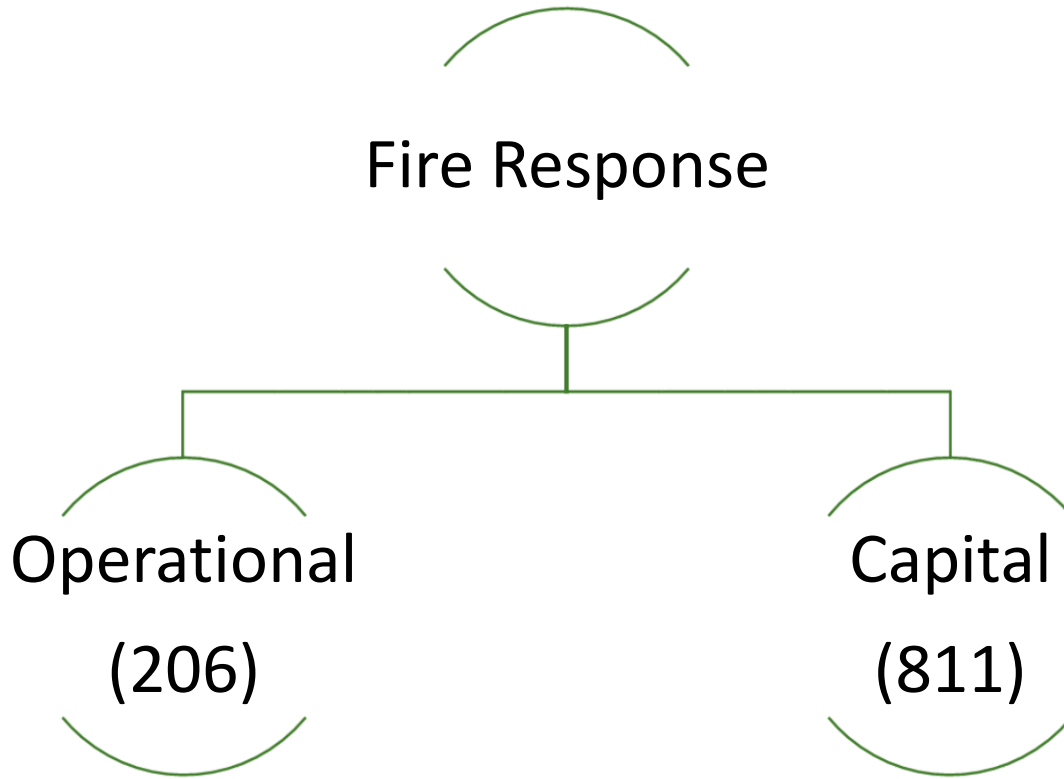 Fire Response
Operational
(206)
Capital
(811)